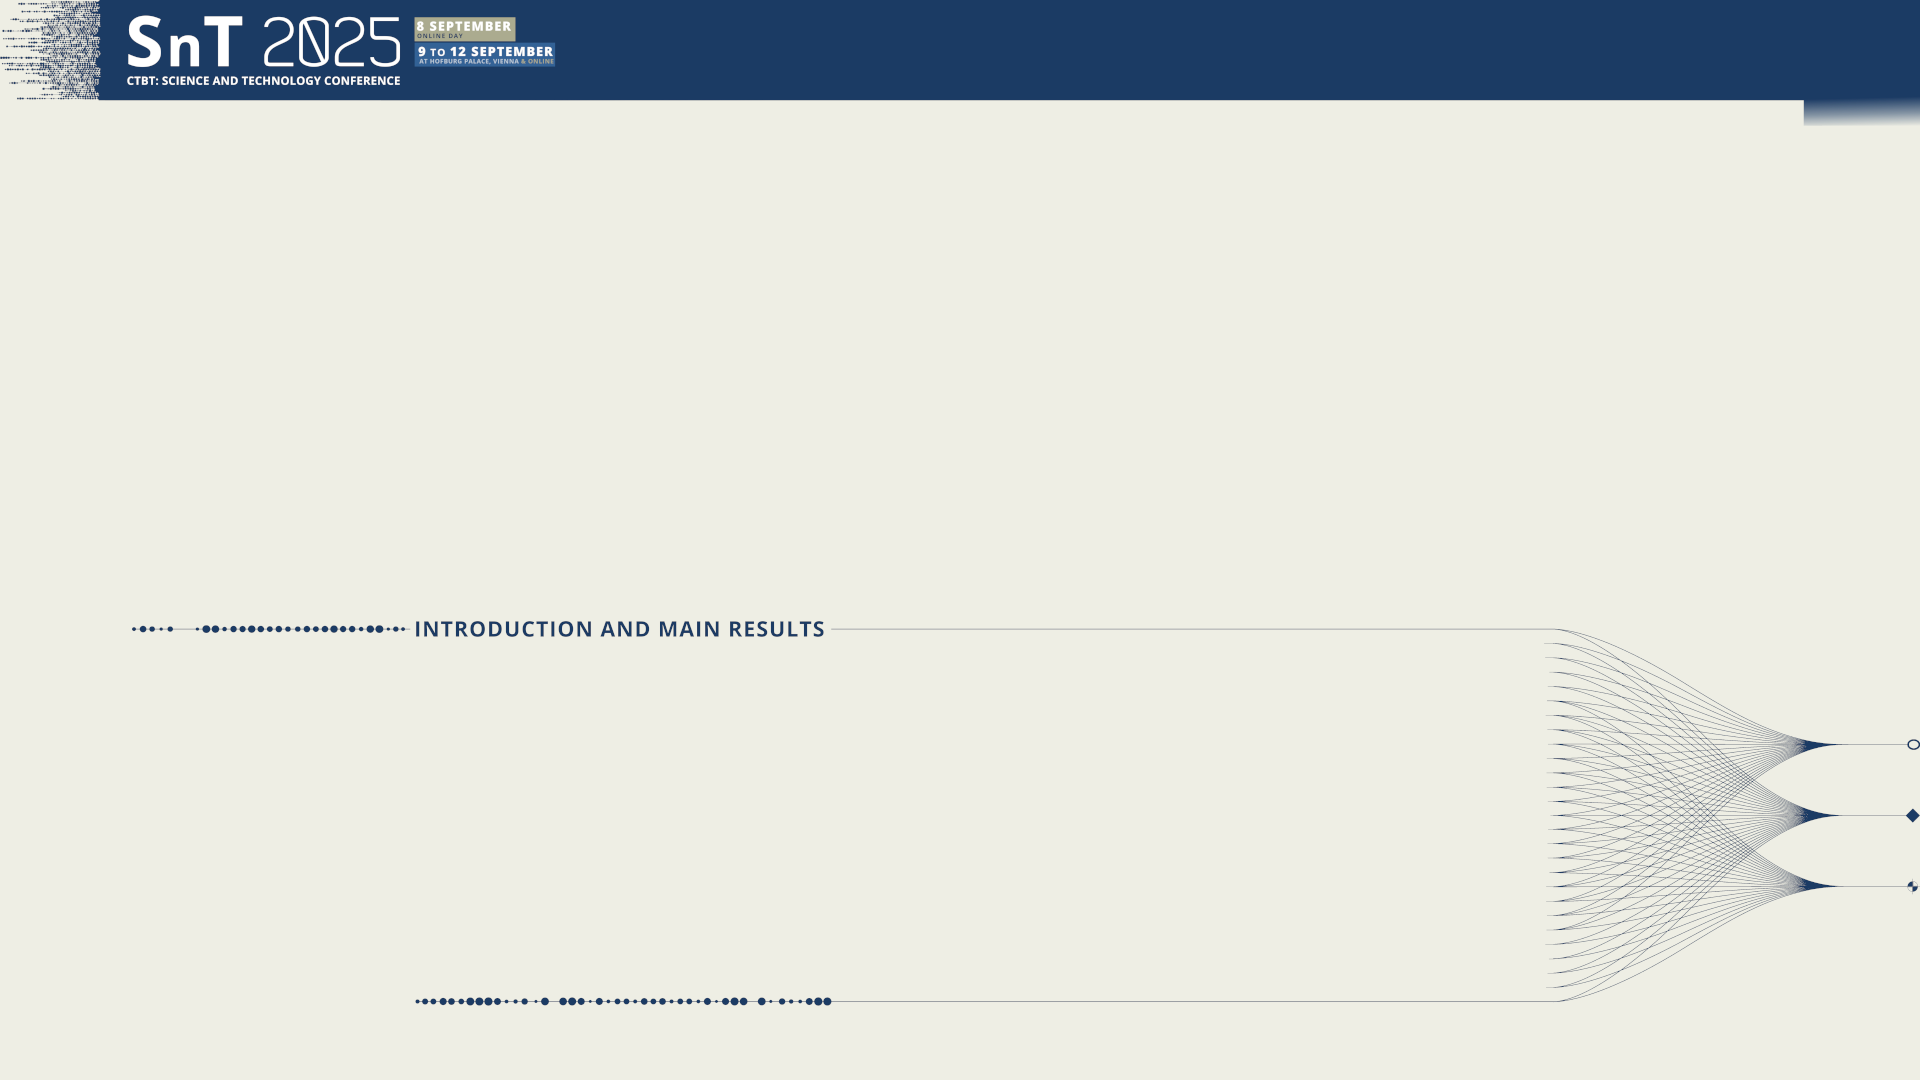 SnT 2025
CTBT: SCIENCE AND TECHNOLOGY CONFERENCE
8 SEPTEMBER
ONLINE DAY
9 TO 12 SEPTEMBER
AT HOFBURG PALACE, VIENNA & ONLINE
INTRODUCTION AND MAIN RESULTS